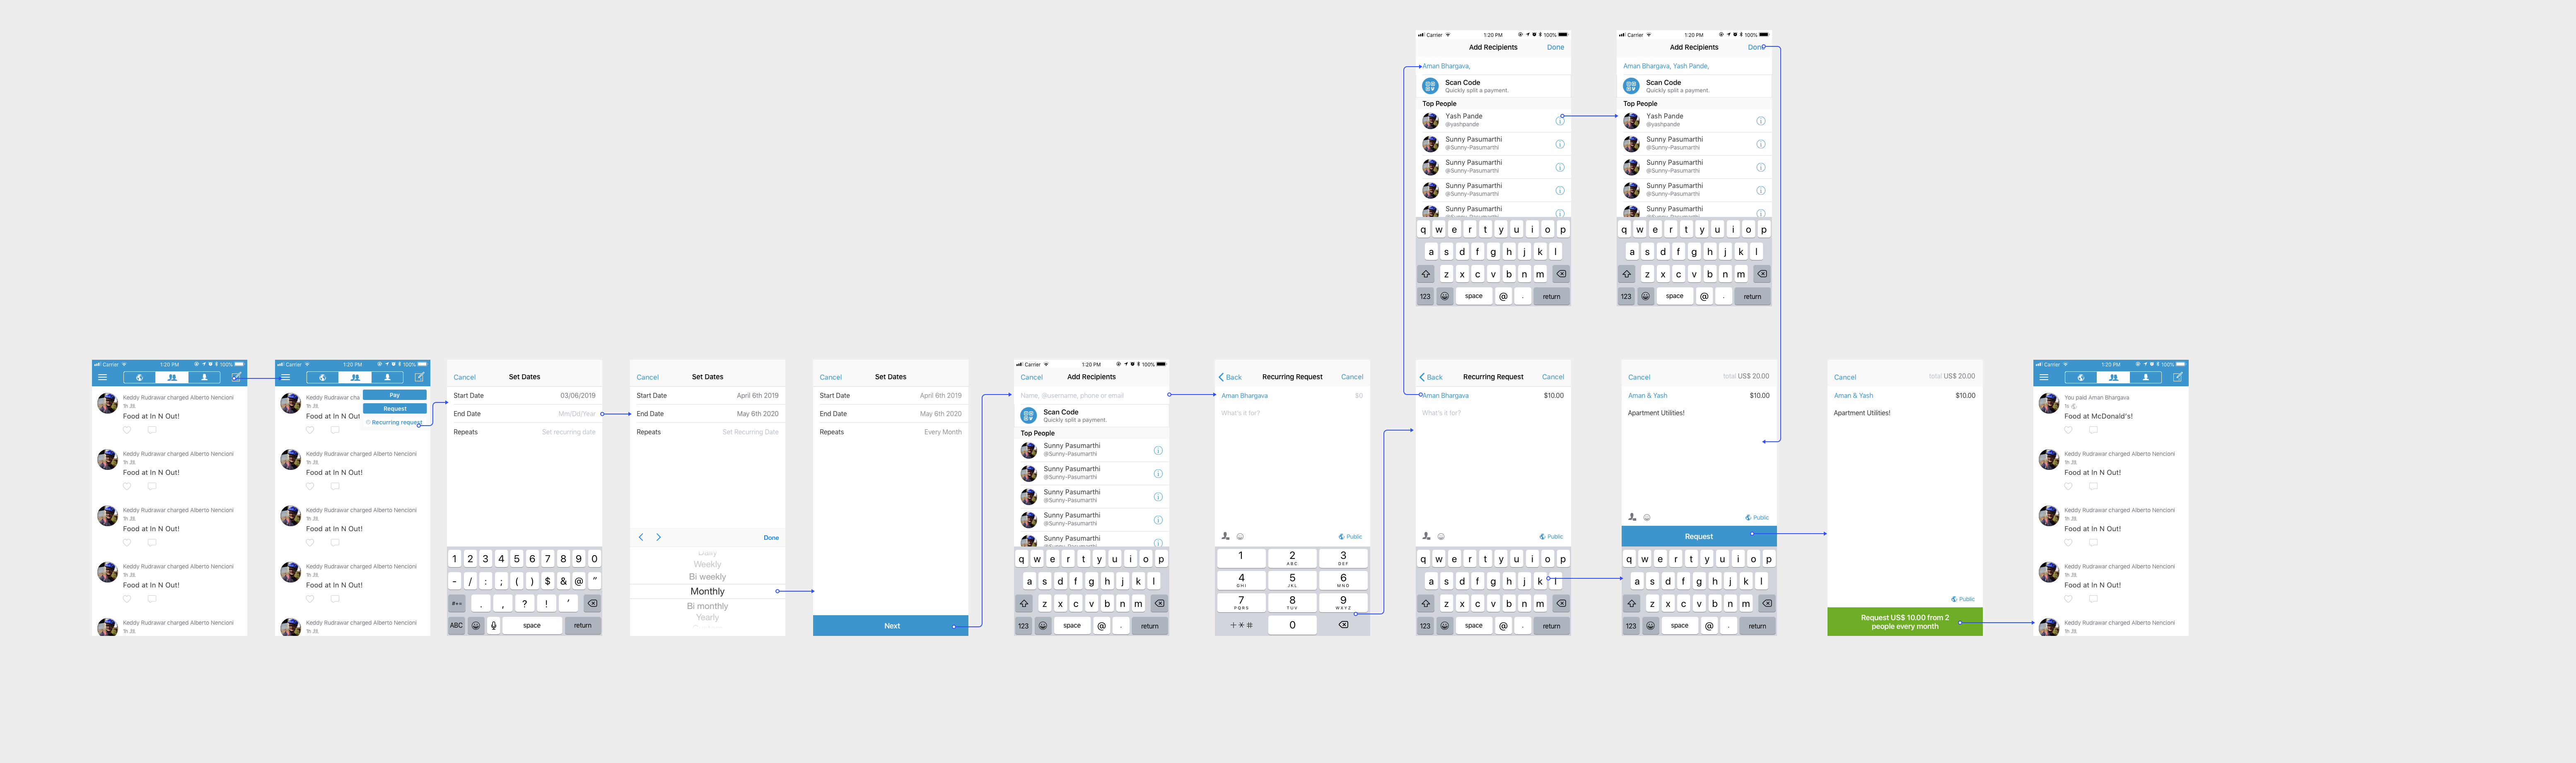 Carrier
1:20 PM
100%
Add Recipients
Done
Aman Bhargava,
Scan Code
Quickly split a payment.
Top People
Yash Pande
@yashpande
Sunny Pasumarthi
@Sunny-Pasumarthi
Sunny Pasumarthi
@Sunny-Pasumarthi
Sunny Pasumarthi
@Sunny-Pasumarthi
Sunny Pasumarthi
q w e r t y u i o p
a s d f g h j k l
z x c v b n m
123 space @ . return
Carrier
1:20 PM
100%
Add Recipients
Done
Aman Bhargava, Yash Pande,
Scan Code
Quickly split a payment.
Top People
Yash Pande
@yashpande
Sunny Pasumarthi
@Sunny-Pasumarthi
Sunny Pasumarthi
@Sunny-Pasumarthi
Sunny Pasumarthi
@Sunny-Pasumarthi
Sunny Pasumarthi
q w e r t y u i o p
a s d f g h j k l
z x c v b n m
123 space @ . return
Carrier
1:20 PM
100%
Keddy Rudrawar charged Alberto Nencioni
1h
Food at In N Out!
Keddy Rudrawar charged Alberto Nencioni
1h
Food at In N Out!
Keddy Rudrawar charged Alberto Nencioni
1h
Food at In N Out!
Keddy Rudrawar charged Alberto Nencioni
1h
Food at In N Out!
Keddy Rudrawar charged Alberto Nencioni
1h
Carrier
1:20 PM
100%
Pay
Request
Recurring request
Keddy Rudrawar cha
1h
Food at In N Out!
Keddy Rudrawar charged Alberto Nencioni
1h
Food at In N Out!
Keddy Rudrawar charged Alberto Nencioni
1h
Food at In N Out!
Keddy Rudrawar charged Alberto Nencioni
1h
Food at In N Out!
Keddy Rudrawar charged Alberto Nencioni
1h
Cancel
Set Dates
Start Date 03/06/2019
End Date Mm/Dd/Year
Repeats Set recurring date
1 2 3 4 5 6 7 8 9 0
- / : ; ( ) $ & @ ”
#+= . , ? ! ’
ABC space return
Cancel
Set Dates
Start Date April 6th 2019
End Date May 6th 2020
Repeats Set Recurring Date
Done
Daily
Weekly
Bi weekly
Monthly
Bi monthly
Yearly
Cancel
Set Dates
Start Date April 6th 2019
End Date May 6th 2020
Repeats Every Month
Next
Carrier
1:20 PM
100%
Cancel
Add Recipients
Name, @username, phone or email
Scan Code
Quickly split a payment.
Top People
Sunny Pasumarthi
@Sunny-Pasumarthi
Sunny Pasumarthi
@Sunny-Pasumarthi
Sunny Pasumarthi
@Sunny-Pasumarthi
Sunny Pasumarthi
@Sunny-Pasumarthi
Sunny Pasumarthi
q w e r t y u i o p
a s d f g h j k l
z x c v b n m
123 space @ . return
Back
Recurring Request
Cancel
Aman Bhargava $0
What's it for?
Public
1
2 ABC
3 DEF
4 GHI
5 JKL
6 MNO
7 PQRS
8 TUV
9 WXYZ
+*#
0
Back
Recurring Request
Cancel
Aman Bhargava $10.00
What's it for?
Public
q w e r t y u i o p
a s d f g h j k l
z x c v b n m
123 space @ . return
Cancel
total US$ 20.00
Aman & Yash $10.00
Apartment Utilities!
Public
Request
q w e r t y u i o p
a s d f g h j k l
z x c v b n m
123 space @ . return
Cancel
total US$ 20.00
Aman & Yash $10.00
Apartment Utilities!
Public
Request US$ 10.00 from 2
people every month
Carrier
1:20 PM
100%
You paid Aman Bhargava
1s
Food at McDonald's!
Keddy Rudrawar charged Alberto Nencioni
1h
Food at In N Out!
Keddy Rudrawar charged Alberto Nencioni
1h
Food at In N Out!
Keddy Rudrawar charged Alberto Nencioni
1h
Food at In N Out!
Keddy Rudrawar charged Alberto Nencioni
1h